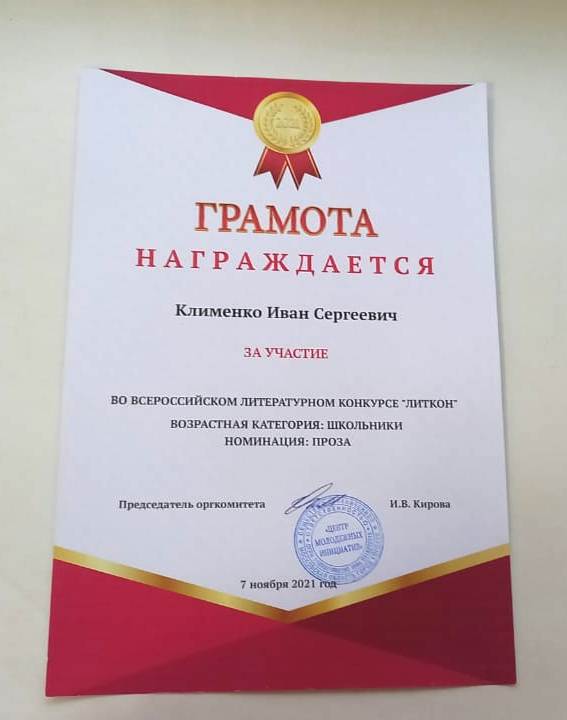 2021
ГРАМОТА
НАГРАЖДАЕТСЯ
Клименко Иван Сергеевич
ЗА УЧАСТИЕ
ВО ВСЕРОССИЙСКОМ ЛИТЕРАТУРНОМ КОНКУРСЕ "ЛИТКОН"
ВОЗРАСТНАЯ КАТЕГОРИЯ: ШКОЛЬНИКИ
НОМИНАЦИЯ: ПРОЗА
Председатель оргкомитета
И.В. Кирова
«ЦЕНТР
МОЛОДЕЖНЫХ
ИНИЦИАТИВ»
7 ноября 2021 год